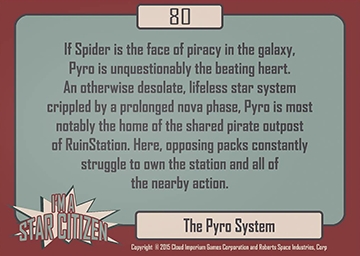 80
If Spider is the face of piracy in the galaxy,
Pyro is unquestionably the beating heart.
An otherwise desolate, lifeless star system
crippled by a prolonged nova phase, Pyro is most
notably the home of the shared pirate outpost
of RuinStation. Here, opposing packs constantly
struggle to own the station and all of
the nearby action.
I'M A
STAR CITIZEN
The Pyro System
Copyright © 2015 Cloud Imperium Games Corporation and Roberts Space Industries, Corp